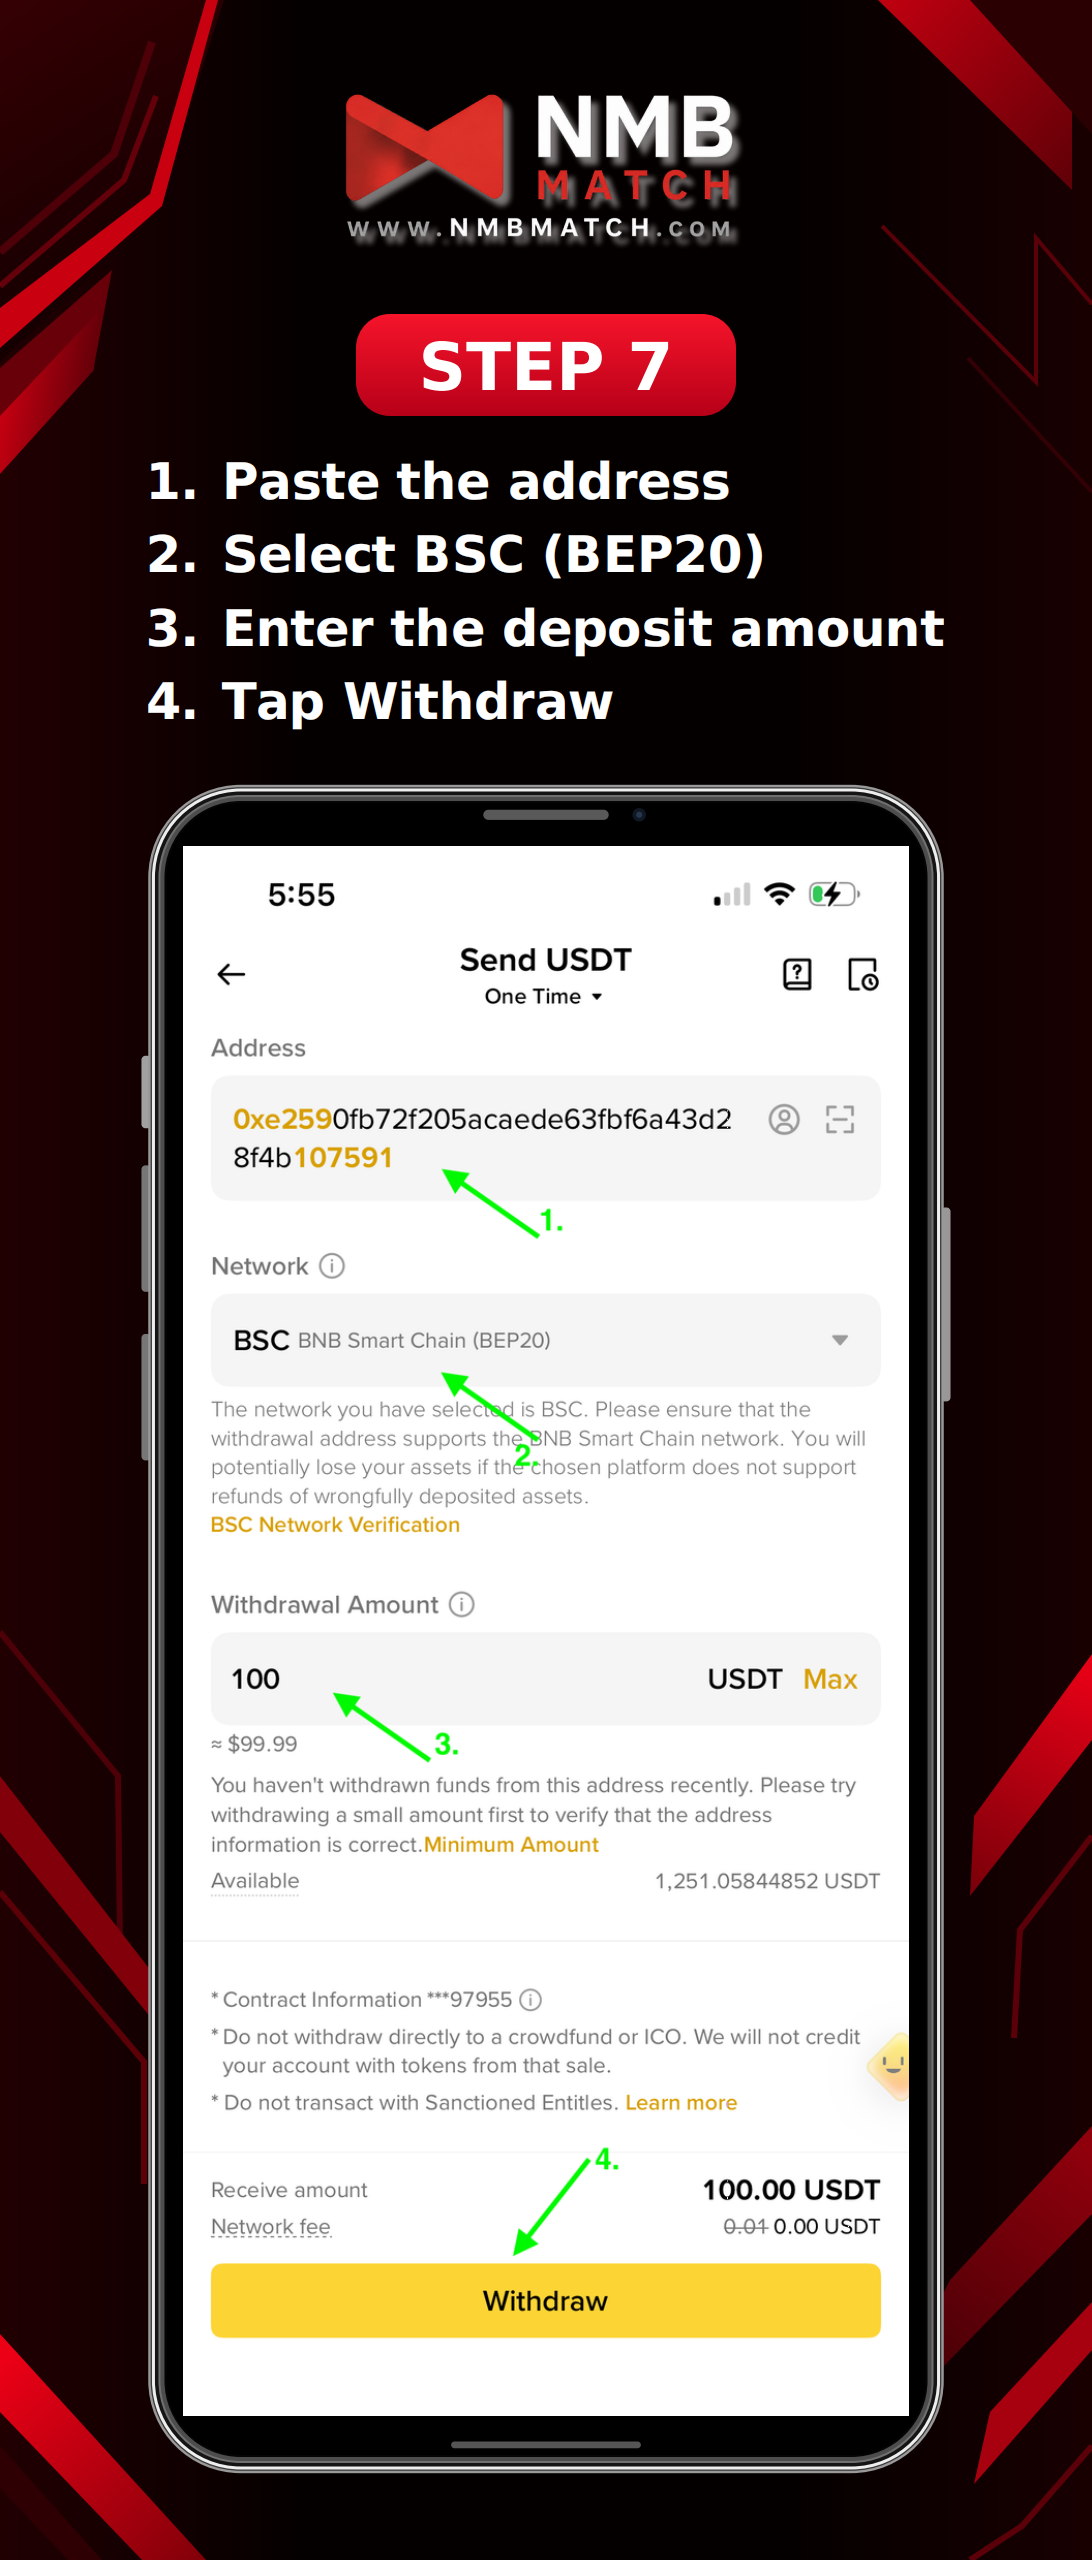 NMB
MATCH
www.NMBMATCH.COM
STEP 7
1. Paste the address
2. Select BSC (BEP20)
3. Enter the deposit amount
4. Tap Withdraw
5:55
Send USDT
One Time
Address
0xe2590fb72f205acaede63fbf6a43d2
8f4b107591
1.
Network
BSC BNB Smart Chain (BEP20)
The network you have selected is BSC. Please ensure that the
withdrawal address supports the BNB Smart Chain network. You will
2.
potentially lose your assets if the chosen platform does not support
refunds of wrongfully deposited assets.
BSC Network Verification
Withdrawal Amount
100 USDT Max
≈ $99.99
3.
You haven't withdrawn funds from this address recently. Please try
withdrawing a small amount first to verify that the address
information is correct.Minimum Amount
Available 1,251.05844852 USDT
* Contract Information ***97955
* Do not withdraw directly to a crowdfund or ICO. We will not credit
your account with tokens from that sale.
* Do not transact with Sanctioned Entitles. Learn more
4.
Receive amount 100.00 USDT
Network fee 0.01 0.00 USDT
Withdraw